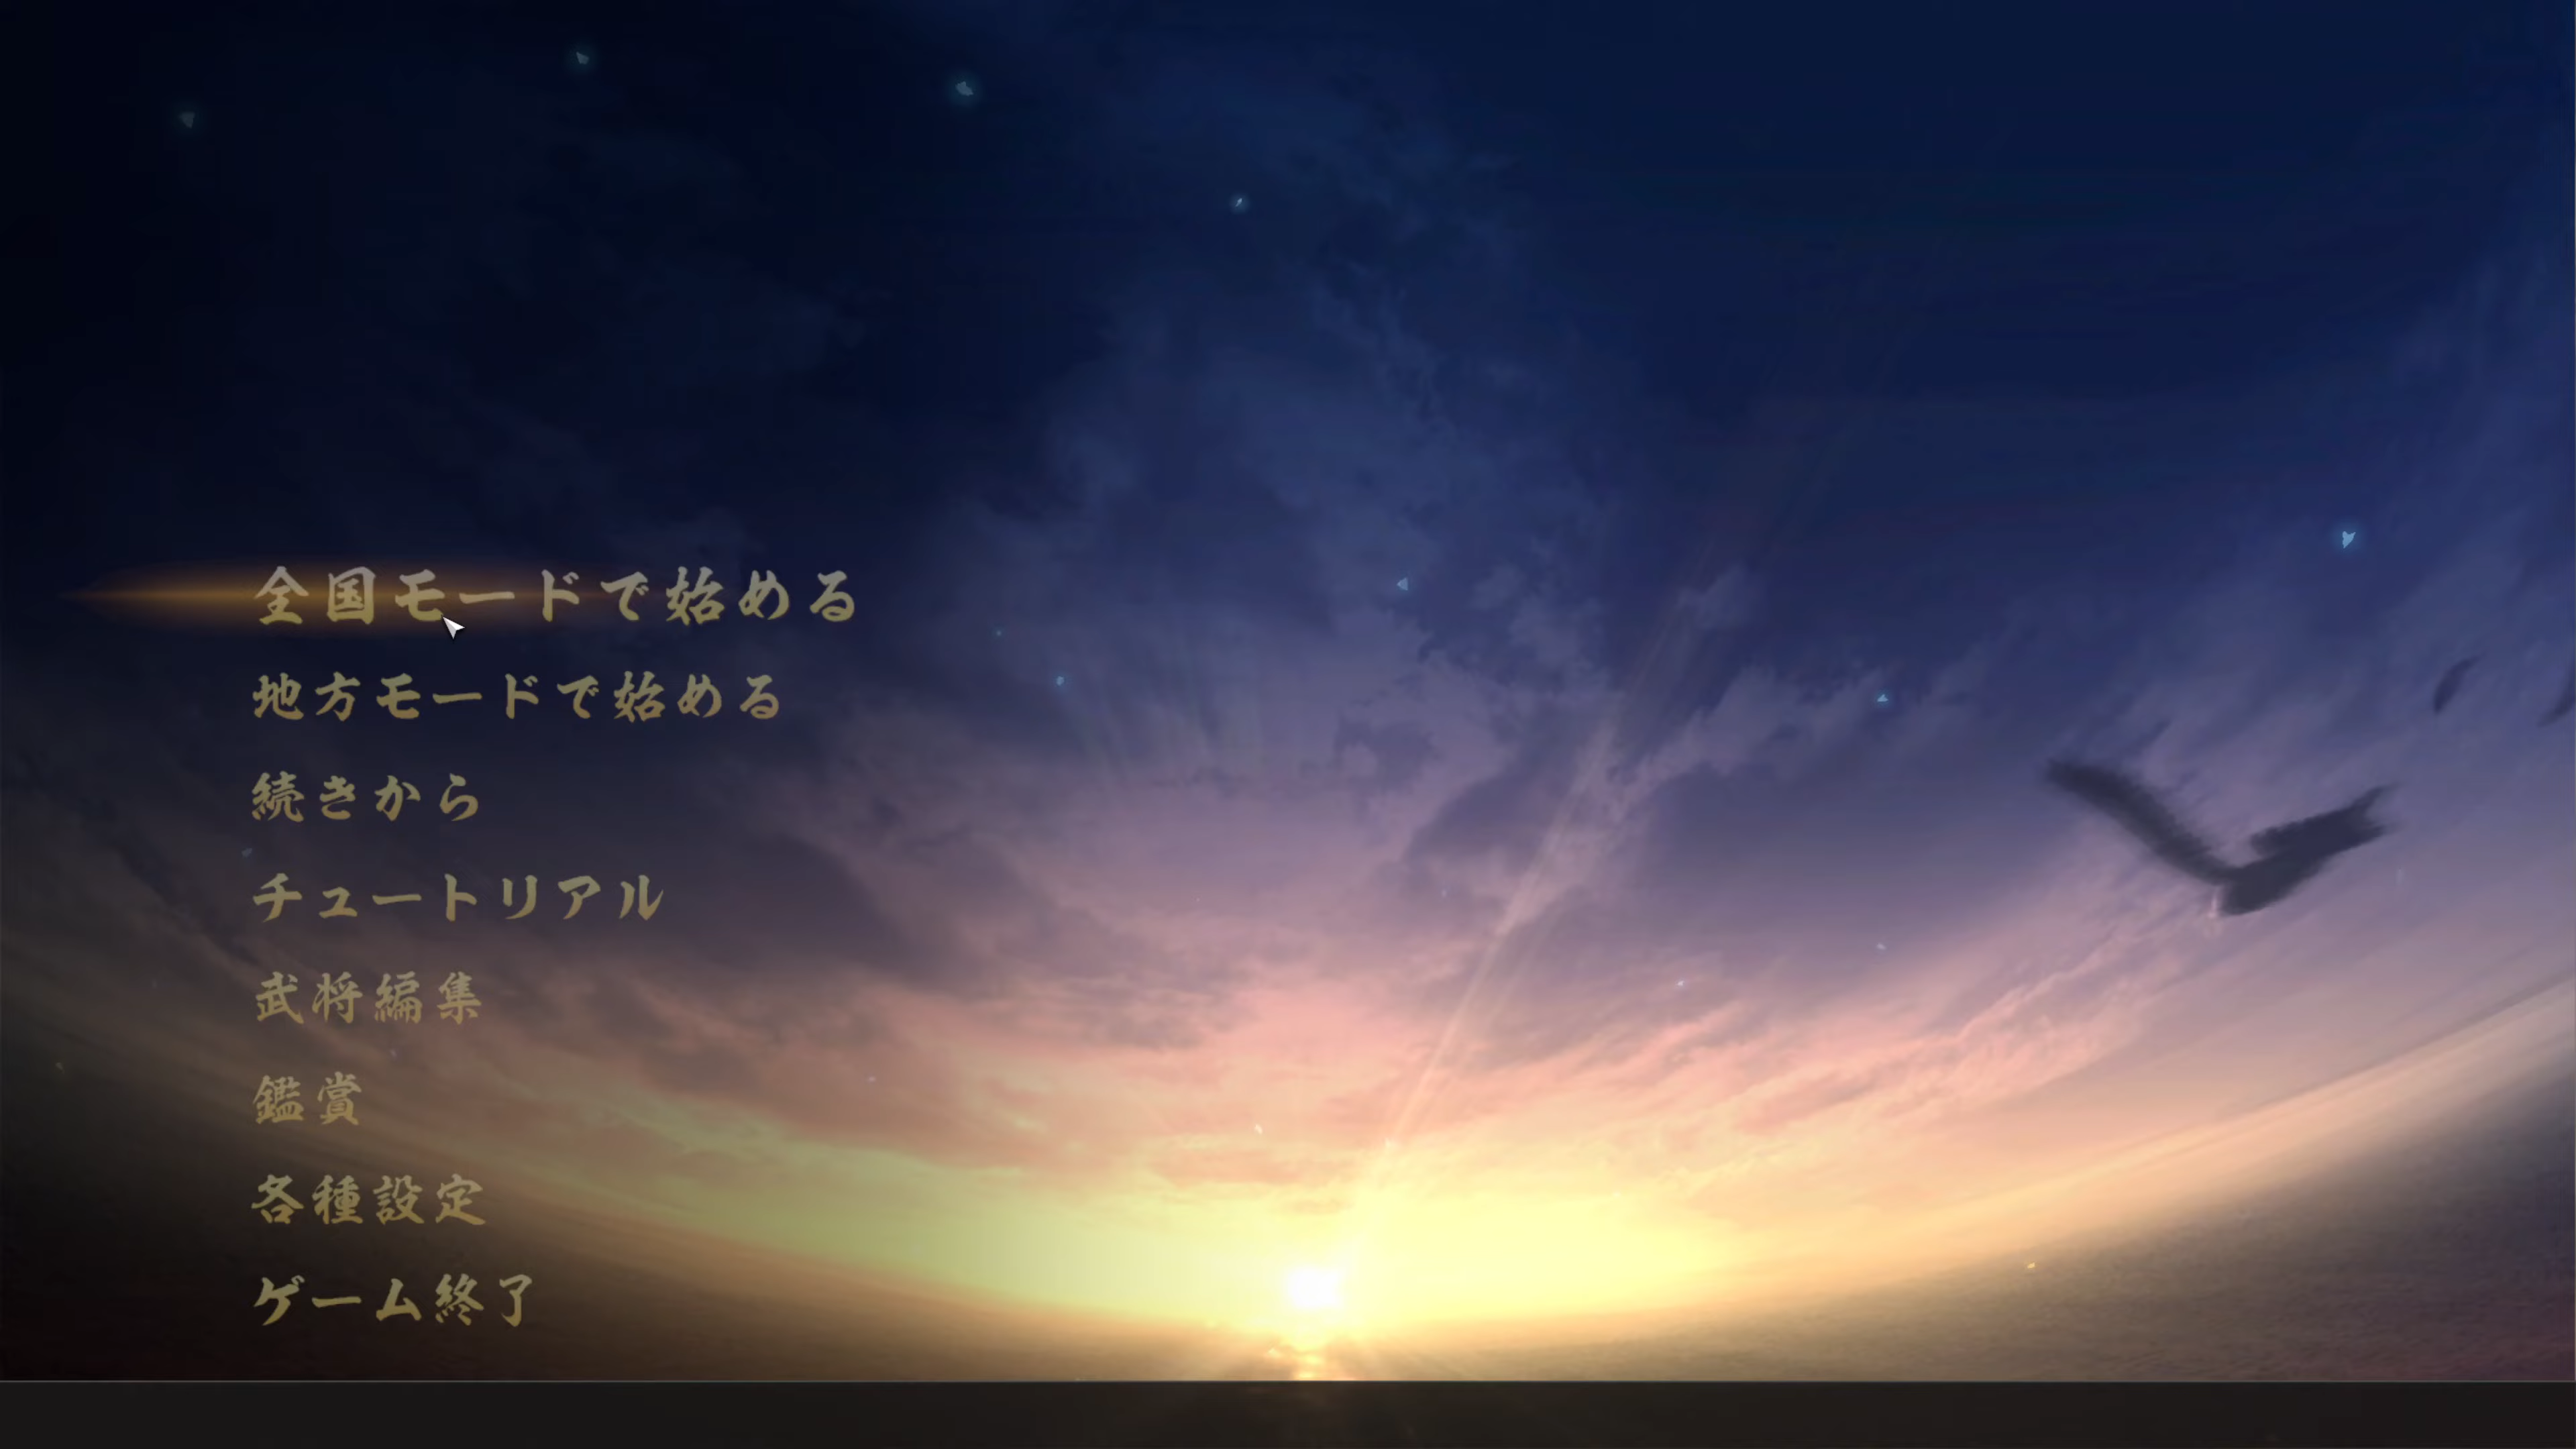 全国モードで始める
地方モードで始める
続きから
チュートリアル
武将編集
鑑賞
各種設定
ゲーム終了